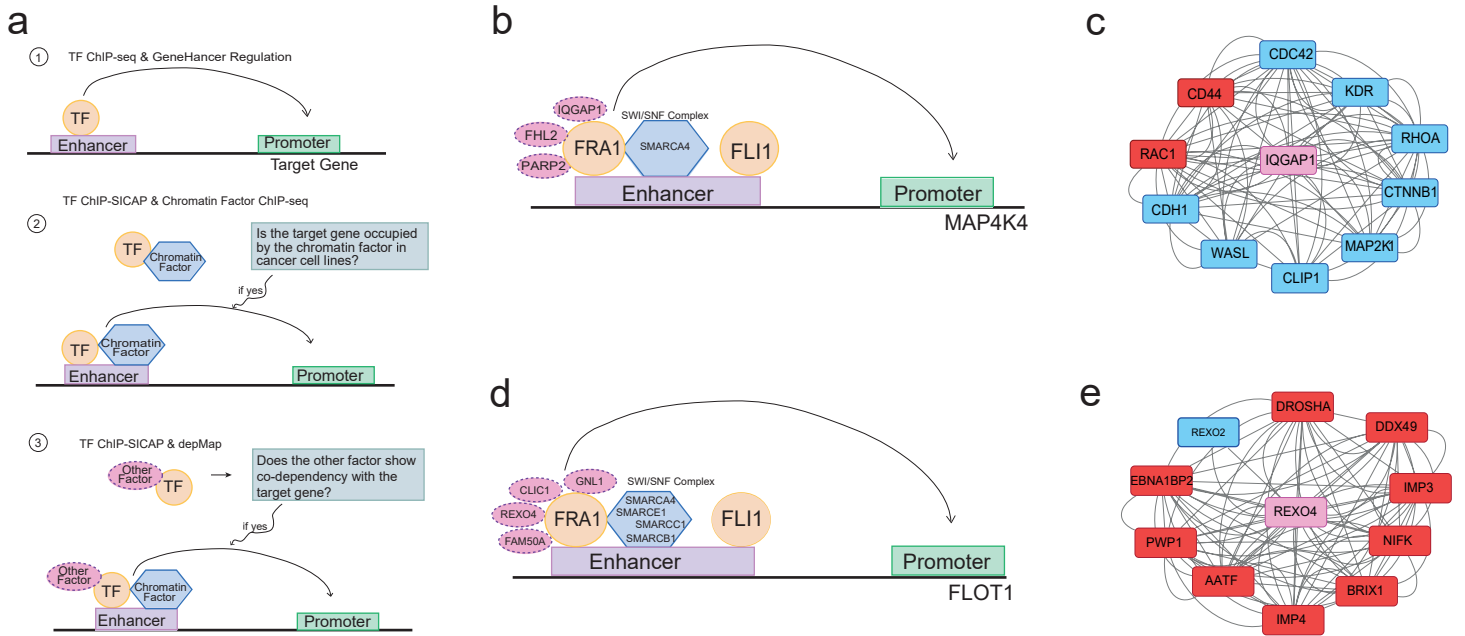 a
1
TF ChIP-seq & GeneHancer Regulation
TF
Enhancer
Promoter
Target Gene
TF ChIP-SICAP & Chromatin Factor ChIP-seq
2
TF
Chromatin
Factor
Is the target gene occupied
by the chromatin factor in
cancer cell lines?
if yes
TF
Chromatin
Factor
Enhancer
Promoter
3
TF ChIP-SICAP & depMap
Other
Factor
TF
Does the other factor show
co-dependency with the
target gene?
if yes
Other
Factor
TF
Chromatin
Factor
Enhancer
Promoter
b
IQGAP1
FHL2
PARP2
FRA1
SWI/SNF Complex
SMARCA4
FLI1
Enhancer
Promoter
MAP4K4
c
CDC42
CD44
KDR
RHOA
RAC1
IQGAP1
CTNNB1
CDH1
MAP2K1
WASL
CLIP1
d
CLIC1
GNL1
REXO4
FAM50A
FRA1
SWI/SNF Complex
SMARCA4
SMARCE1
SMARCC1
SMARCB1
FLI1
Enhancer
Promoter
FLOT1
e
DROSHA
REXO2
DDX49
EBNA1BP2
IMP3
REXO4
PWP1
NIFK
AATF
BRIX1
IMP4